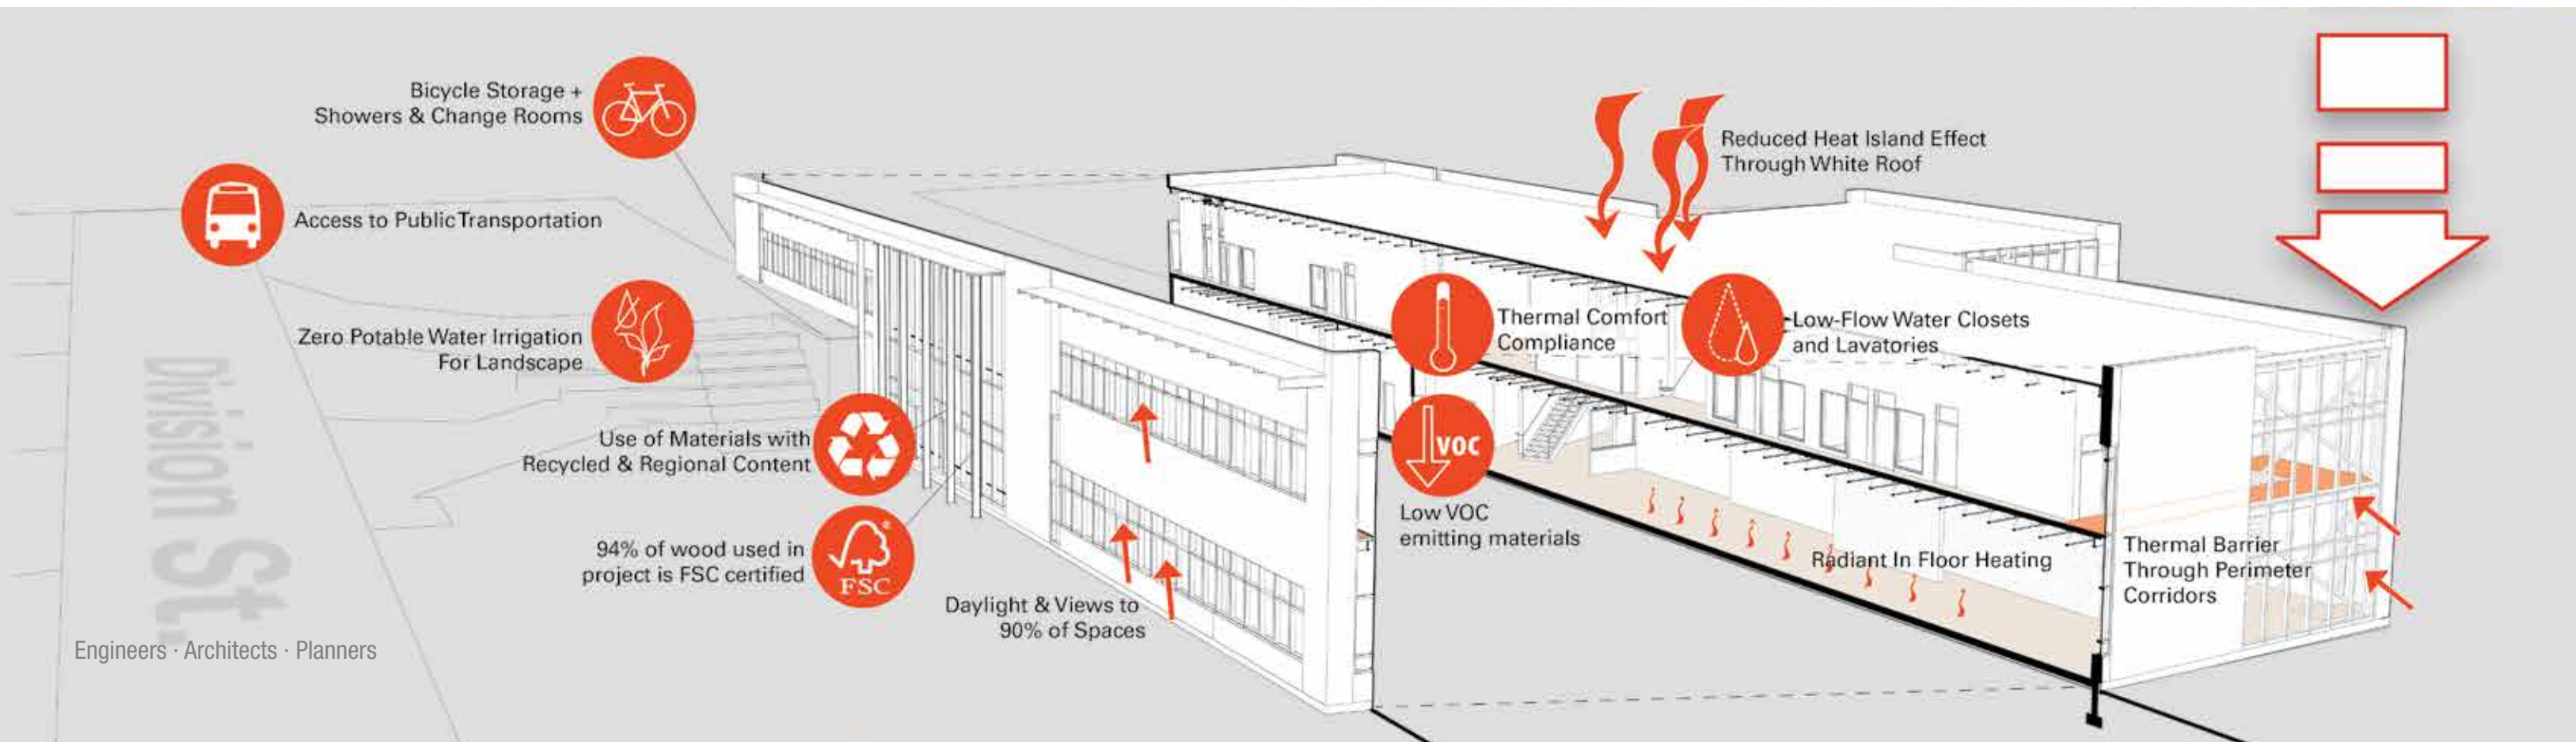 Bicycle Storage +
Showers & Change Rooms
Access to Public Transportation
Zero Potable Water Irrigation
For Landscape
Use of Materials with
Recycled & Regional Content
94% of wood used in
project is FSC certified
FSC
®
Daylight & Views to
90% of Spaces
Reduced Heat Island Effect
Through White Roof
Thermal Comfort
Compliance
Low-Flow Water Closets
and Lavatories
VOC
Low VOC
emitting materials
Radiant In Floor Heating
Thermal Barrier
Through Perimeter
Corridors
Division St.
Engineers · Architects · Planners